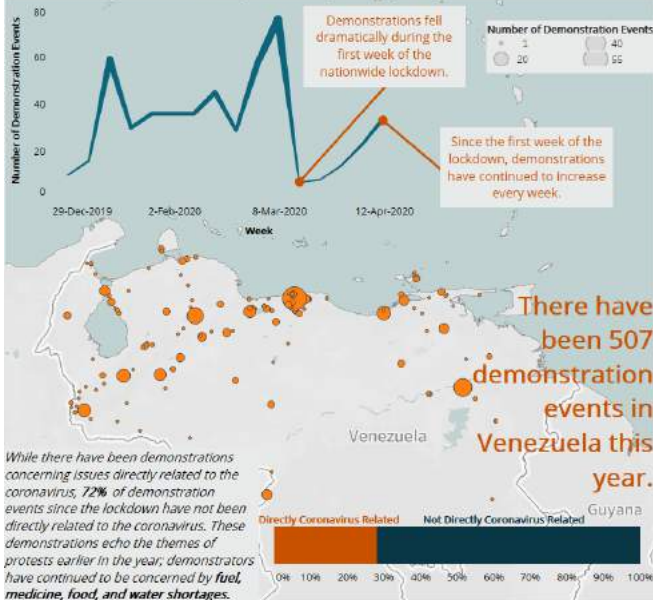 Number of Demonstration Events
80
60
40
20
0
29-Dec-2019
2-Feb-2020
8-Mar-2020
12-Apr-2020
Week
Demonstrations fell
dramatically during the
first week of the
nationwide lockdown.
Number of Demonstration Events
1
40
20
55
Since the first week of the
lockdown, demonstrations
have continued to increase
every week.
There have
been 507
demonstration
events in
Venezuela this
year.
Venezuela
Guyana
While there have been demonstrations
concerning issues directly related to the
coronavirus, 72% of demonstration
events since the lockdown have not been
directly related to the coronavirus. These
demonstrations echo the themes of
protests earlier in the year; demonstrators
have continued to be concerned by fuel,
medicine, food, and water shortages.
Directly Coronavirus Related
Not Directly Coronavirus Related
0% 10% 20% 30% 40% 50% 60% 70% 80% 90% 100%